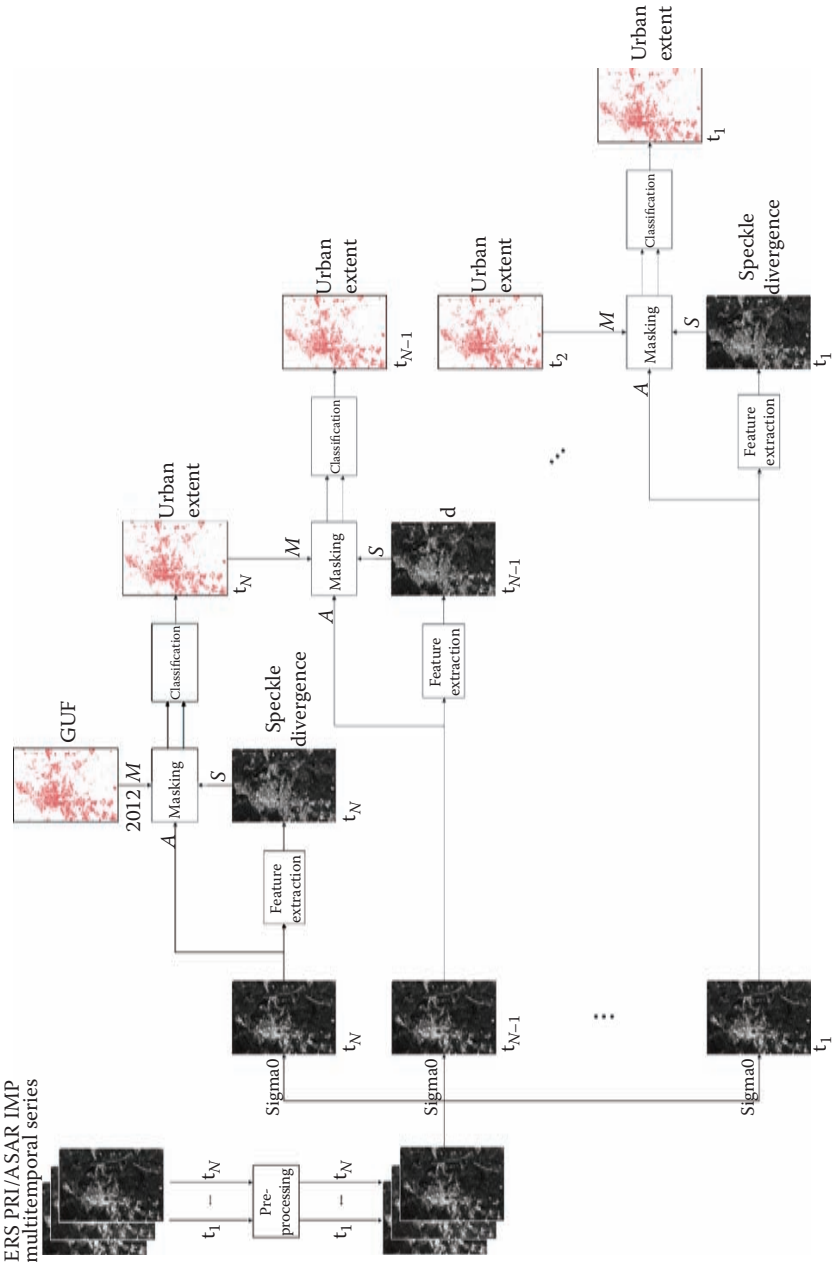 ERS PRI/ASAR IMP
multitemporal series
t1 ... tN
Pre-
processing
t1 ... tN
Sigma0
tN
Sigma0
tN−1
...
Sigma0
t1
Feature
extraction
Speckle
divergence
tN
GUF
2012
M
A
S
Masking
Classification
Urban
extent
tN
Feature
extraction
d
tN−1
M
A
S
Masking
Classification
Urban
extent
tN−1
...
Urban
extent
t2
Feature
extraction
Speckle
divergence
t1
M
A
S
Masking
Classification
Urban
extent
t1